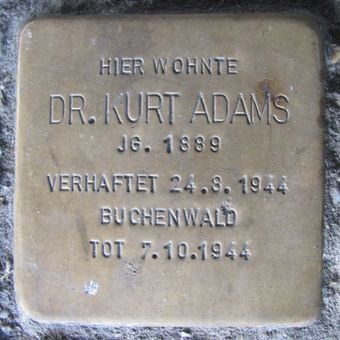 HIER WOHNTE
DR. KURT ADAMS
JG. 1889
VERHAFTET 24.8.1944
BUCHENWALD
TOT 7.10.1944